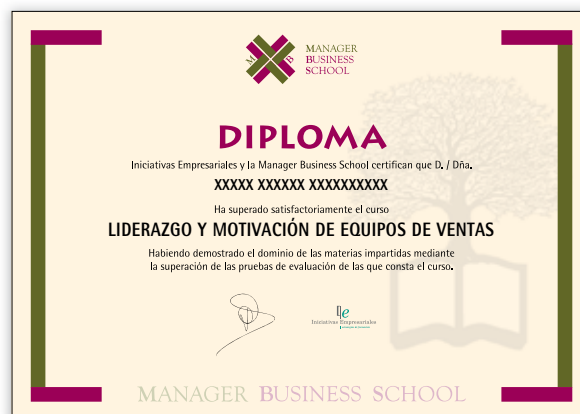 M B
MANAGER
BUSINESS
SCHOOL
DIPLOMA
Iniciativas Empresariales y la Manager Business School certifican que D. / Dña.
XXXXX XXXXXX XXXXXXXXXX
Ha superado satisfactoriamente el curso
LIDERAZGO Y MOTIVACIÓN DE EQUIPOS DE VENTAS
Habiendo demostrado el dominio de las materias impartidas mediante
la superación de las pruebas de evaluación de las que consta el curso.
Iniciativas Empresariales
MANAGER BUSINESS SCHOOL